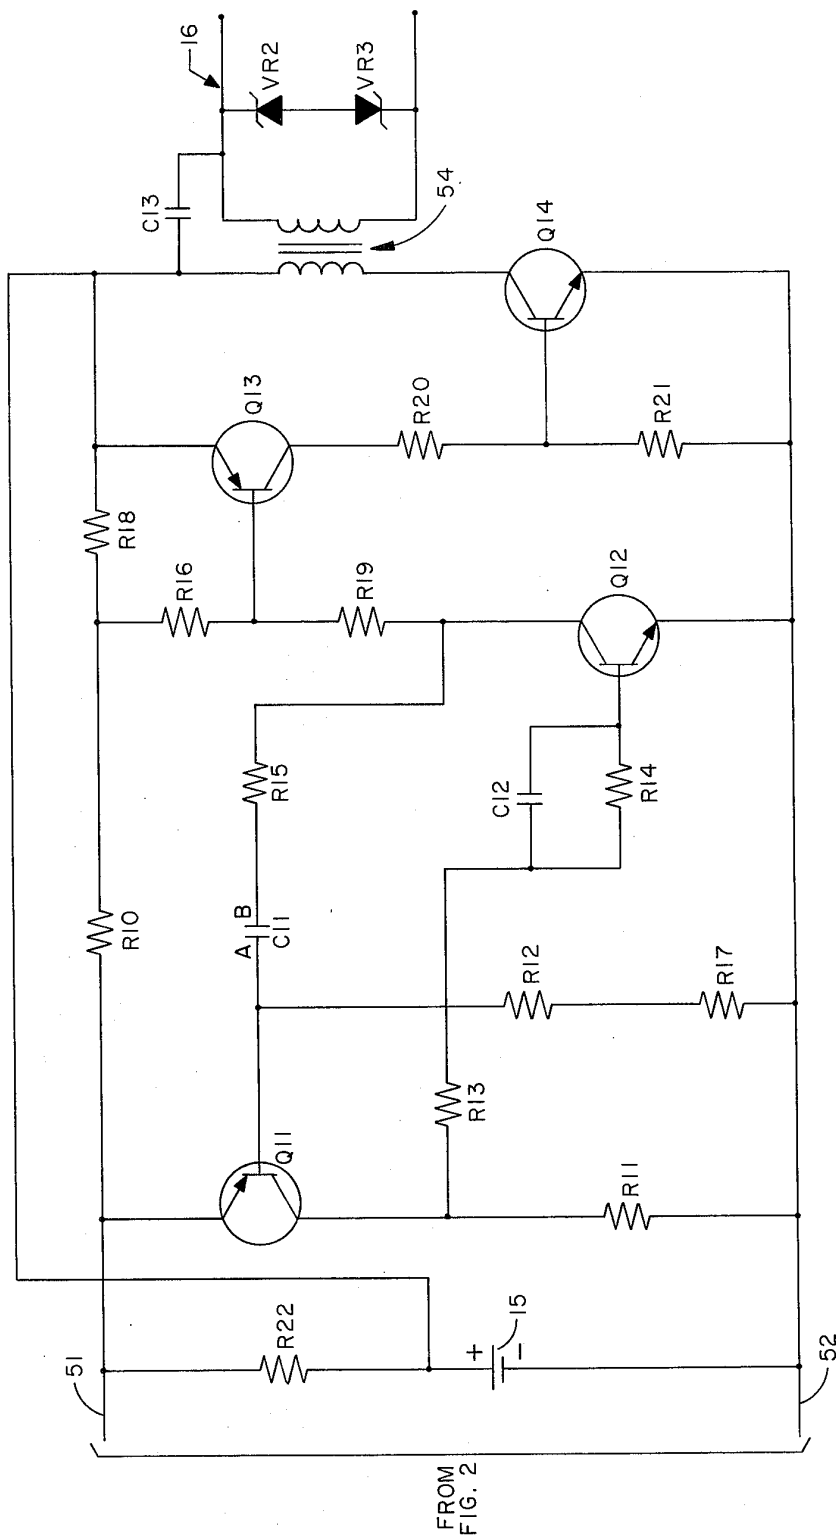 16
VR2
VR3
C13
54
Q14
Q13
R20
R21
R18
R16
R19
Q12
R15
C12
R14
R10
A
B
C11
R12
R17
R13
Q11
R11
51
R22
+
15
-
52
FROM
FIG. 2